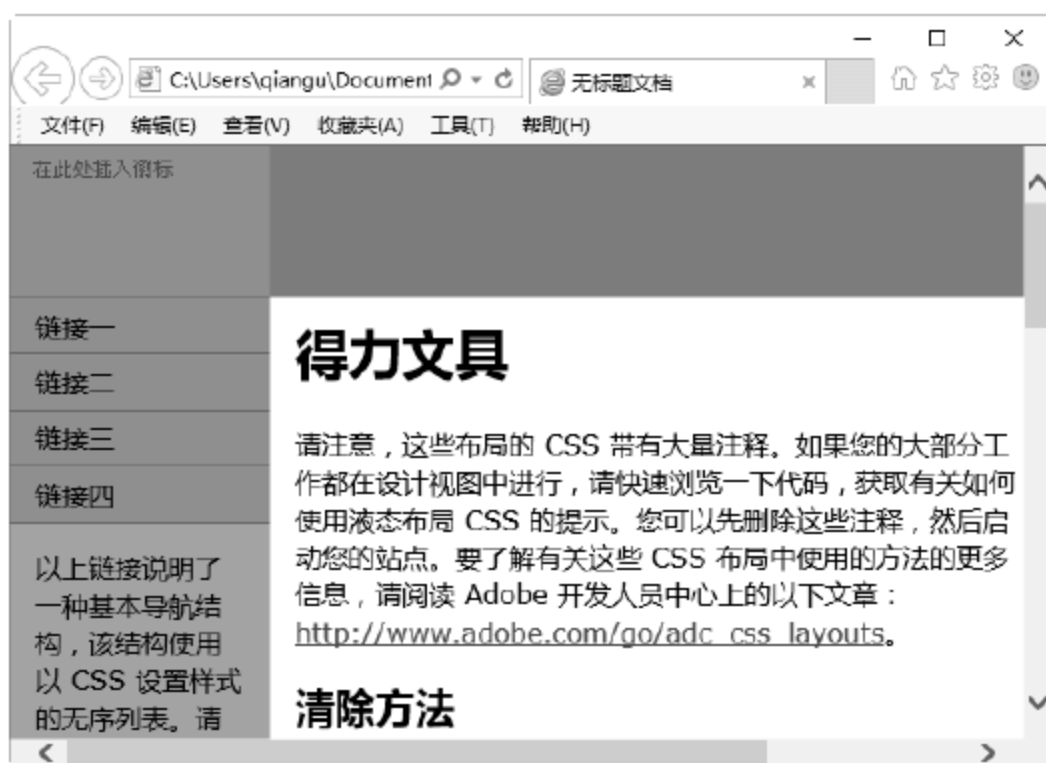 C:\Users\qiangu\Document
无标题文档
文件(F) 编辑(E) 查看(V) 收藏夹(A) 工具(T) 帮助(H)
在此处插入徽标
链接一
链接二
链接三
链接四
以上链接说明了
一种基本导航结
构，该结构使用
以 CSS 设置样式
的无序列表。请
得力文具
请注意，这些布局的 CSS 带有大量注释。如果您的大部分工
作都在设计视图中进行，请快速浏览一下代码，获取有关如何
使用液态布局 CSS 的提示。您可以先删除这些注释，然后启
动您的站点。要了解有关这些 CSS 布局中使用的方法的更多
信息，请阅读 Adobe 开发人员中心上的以下文章：
http://www.adobe.com/go/adc_css_layouts。
清除方法